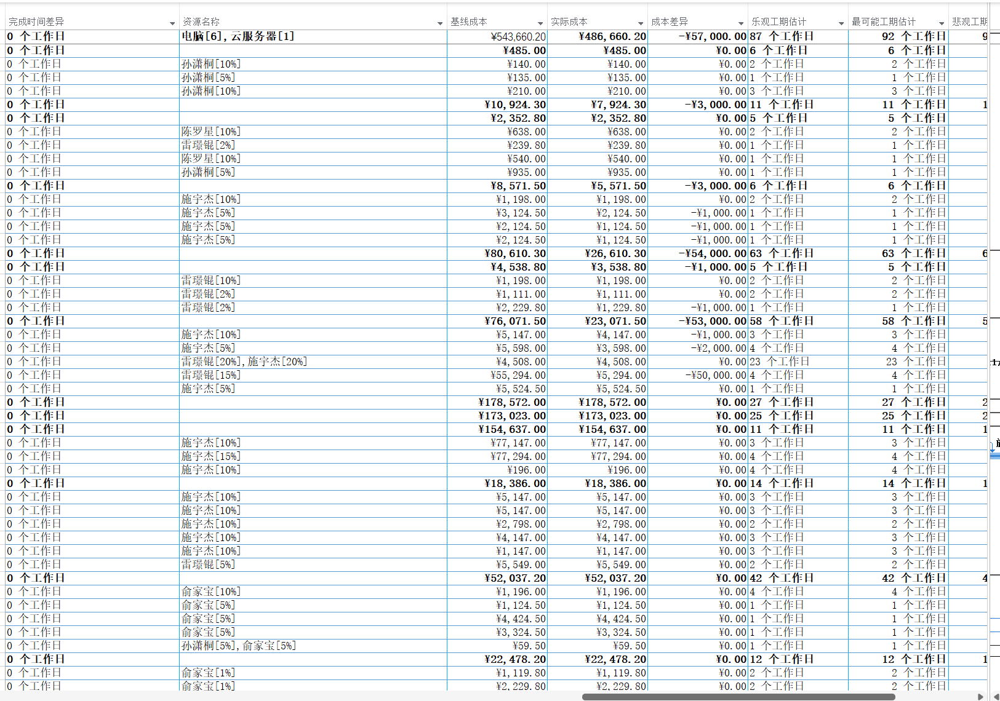 完成时间差异 资源名称 基线成本 实际成本 成本差异 乐观工期估计 最可能工期估计 悲观工期
0 个工作日 电脑[6],云服务器[1] ¥543,660.20 ¥486,660.20 -¥57,000.00 87 个工作日 92 个工作日 9
0 个工作日 ¥485.00 ¥485.00 ¥0.00 6 个工作日 6 个工作日
0 个工作日 孙潇桐[10%] ¥140.00 ¥140.00 ¥0.00 2 个工作日 2 个工作日
0 个工作日 孙潇桐[5%] ¥135.00 ¥135.00 ¥0.00 1 个工作日 1 个工作日
0 个工作日 孙潇桐[10%] ¥210.00 ¥210.00 ¥0.00 3 个工作日 3 个工作日
0 个工作日 ¥10,924.30 ¥7,924.30 -¥3,000.00 11 个工作日 11 个工作日 1
0 个工作日 ¥2,352.80 ¥2,352.80 ¥0.00 5 个工作日 5 个工作日
0 个工作日 陈罗星[10%] ¥638.00 ¥638.00 ¥0.00 2 个工作日 2 个工作日
0 个工作日 雷璟锟[2%] ¥239.80 ¥239.80 ¥0.00 1 个工作日 1 个工作日
0 个工作日 陈罗星[10%] ¥540.00 ¥540.00 ¥0.00 1 个工作日 1 个工作日
0 个工作日 孙潇桐[5%] ¥935.00 ¥935.00 ¥0.00 1 个工作日 1 个工作日
0 个工作日 ¥8,571.50 ¥5,571.50 -¥3,000.00 6 个工作日 6 个工作日
0 个工作日 施宇杰[10%] ¥1,198.00 ¥1,198.00 ¥0.00 2 个工作日 2 个工作日
0 个工作日 施宇杰[5%] ¥3,124.50 ¥2,124.50 -¥1,000.00 1 个工作日 1 个工作日
0 个工作日 施宇杰[5%] ¥2,124.50 ¥1,124.50 -¥1,000.00 1 个工作日 1 个工作日
0 个工作日 施宇杰[5%] ¥2,124.50 ¥1,124.50 -¥1,000.00 1 个工作日 1 个工作日
0 个工作日 ¥80,610.30 ¥26,610.30 -¥54,000.00 63 个工作日 63 个工作日 6
0 个工作日 ¥4,538.80 ¥3,538.80 -¥1,000.00 5 个工作日 5 个工作日
0 个工作日 雷璟锟[10%] ¥1,198.00 ¥1,198.00 ¥0.00 2 个工作日 2 个工作日
0 个工作日 雷璟锟[2%] ¥1,111.00 ¥1,111.00 ¥0.00 2 个工作日 2 个工作日
0 个工作日 雷璟锟[2%] ¥2,229.80 ¥1,229.80 -¥1,000.00 1 个工作日 1 个工作日
0 个工作日 ¥76,071.50 ¥23,071.50 -¥53,000.00 58 个工作日 58 个工作日 5
0 个工作日 施宇杰[10%] ¥5,147.00 ¥4,147.00 -¥1,000.00 3 个工作日 3 个工作日
0 个工作日 施宇杰[5%] ¥5,598.00 ¥3,598.00 -¥2,000.00 4 个工作日 4 个工作日
0 个工作日 雷璟锟[20%],施宇杰[20%] ¥4,508.00 ¥4,508.00 ¥0.00 23 个工作日 23 个工作日
0 个工作日 雷璟锟[15%] ¥55,294.00 ¥5,294.00 -¥50,000.00 4 个工作日 4 个工作日
0 个工作日 施宇杰[5%] ¥5,524.50 ¥5,524.50 ¥0.00 1 个工作日 1 个工作日
0 个工作日 ¥178,572.00 ¥178,572.00 ¥0.00 27 个工作日 27 个工作日 2
0 个工作日 ¥173,023.00 ¥173,023.00 ¥0.00 25 个工作日 25 个工作日 2
0 个工作日 ¥154,637.00 ¥154,637.00 ¥0.00 11 个工作日 11 个工作日 1
0 个工作日 施宇杰[10%] ¥77,147.00 ¥77,147.00 ¥0.00 3 个工作日 3 个工作日
0 个工作日 施宇杰[15%] ¥77,294.00 ¥77,294.00 ¥0.00 4 个工作日 4 个工作日
0 个工作日 施宇杰[10%] ¥196.00 ¥196.00 ¥0.00 4 个工作日 4 个工作日
0 个工作日 ¥18,386.00 ¥18,386.00 ¥0.00 14 个工作日 14 个工作日 1
0 个工作日 施宇杰[10%] ¥5,147.00 ¥5,147.00 ¥0.00 3 个工作日 3 个工作日
0 个工作日 施宇杰[10%] ¥5,147.00 ¥5,147.00 ¥0.00 3 个工作日 3 个工作日
0 个工作日 施宇杰[10%] ¥2,798.00 ¥2,798.00 ¥0.00 2 个工作日 2 个工作日
0 个工作日 施宇杰[10%] ¥4,147.00 ¥4,147.00 ¥0.00 3 个工作日 3 个工作日
0 个工作日 施宇杰[10%] ¥1,147.00 ¥1,147.00 ¥0.00 3 个工作日 3 个工作日
0 个工作日 雷璟锟[5%] ¥5,549.00 ¥5,549.00 ¥0.00 2 个工作日 2 个工作日
0 个工作日 ¥52,037.20 ¥52,037.20 ¥0.00 42 个工作日 42 个工作日 4
0 个工作日 俞家宝[10%] ¥1,196.00 ¥1,196.00 ¥0.00 4 个工作日 4 个工作日
0 个工作日 俞家宝[5%] ¥1,124.50 ¥1,124.50 ¥0.00 1 个工作日 1 个工作日
0 个工作日 俞家宝[5%] ¥4,424.50 ¥4,424.50 ¥0.00 1 个工作日 1 个工作日
0 个工作日 俞家宝[5%] ¥3,324.50 ¥3,324.50 ¥0.00 1 个工作日 1 个工作日
0 个工作日 孙潇桐[5%],俞家宝[5%] ¥59.50 ¥59.50 ¥0.00 1 个工作日 1 个工作日
0 个工作日 ¥22,478.20 ¥22,478.20 ¥0.00 12 个工作日 12 个工作日 1
0 个工作日 俞家宝[1%] ¥1,119.80 ¥1,119.80 ¥0.00 2 个工作日 2 个工作日
0 个工作日 俞家宝[1%] ¥2,229.80 ¥2,229.80 ¥0.00 2 个工作日 2 个工作日